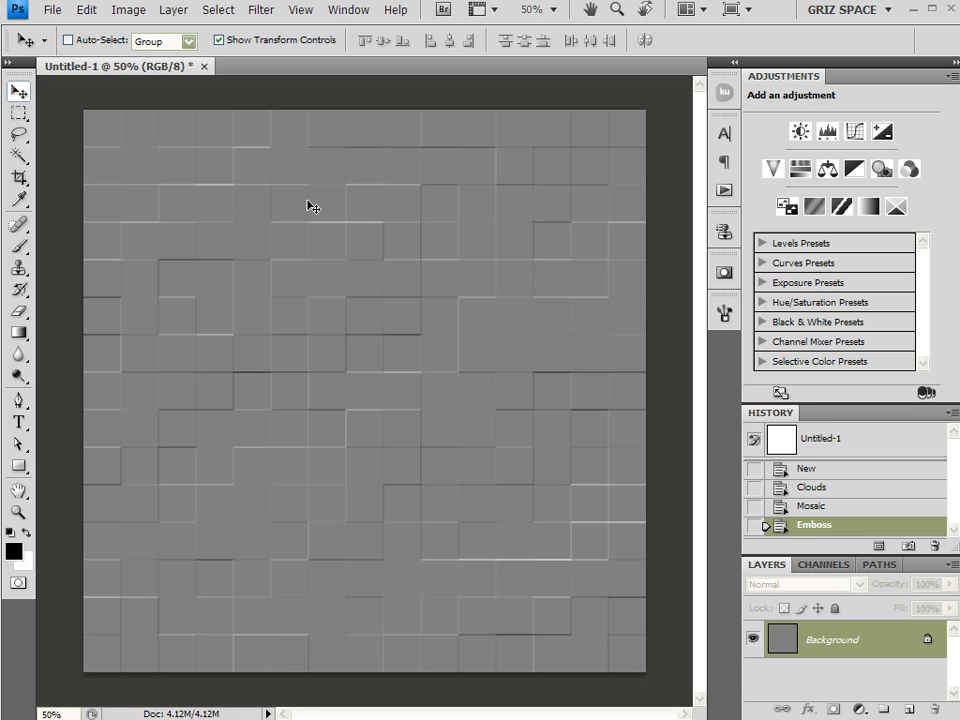 Ps File Edit Image Layer Select Filter View Window Help Br 50% GRIZ SPACE
Auto-Select: Group Show Transform Controls
Untitled-1 @ 50% (RGB/8) *
ADJUSTMENTS
Add an adjustment
ku
A
Levels Presets
Curves Presets
Exposure Presets
Hue/Saturation Presets
Black & White Presets
Channel Mixer Presets
Selective Color Presets
HISTORY
Untitled-1
New
Clouds
Mosaic
Emboss
LAYERS CHANNELS PATHS
Normal Opacity: 100%
Lock: Fill: 100%
Background
T
fx
50% Doc: 4.12M/4.12M